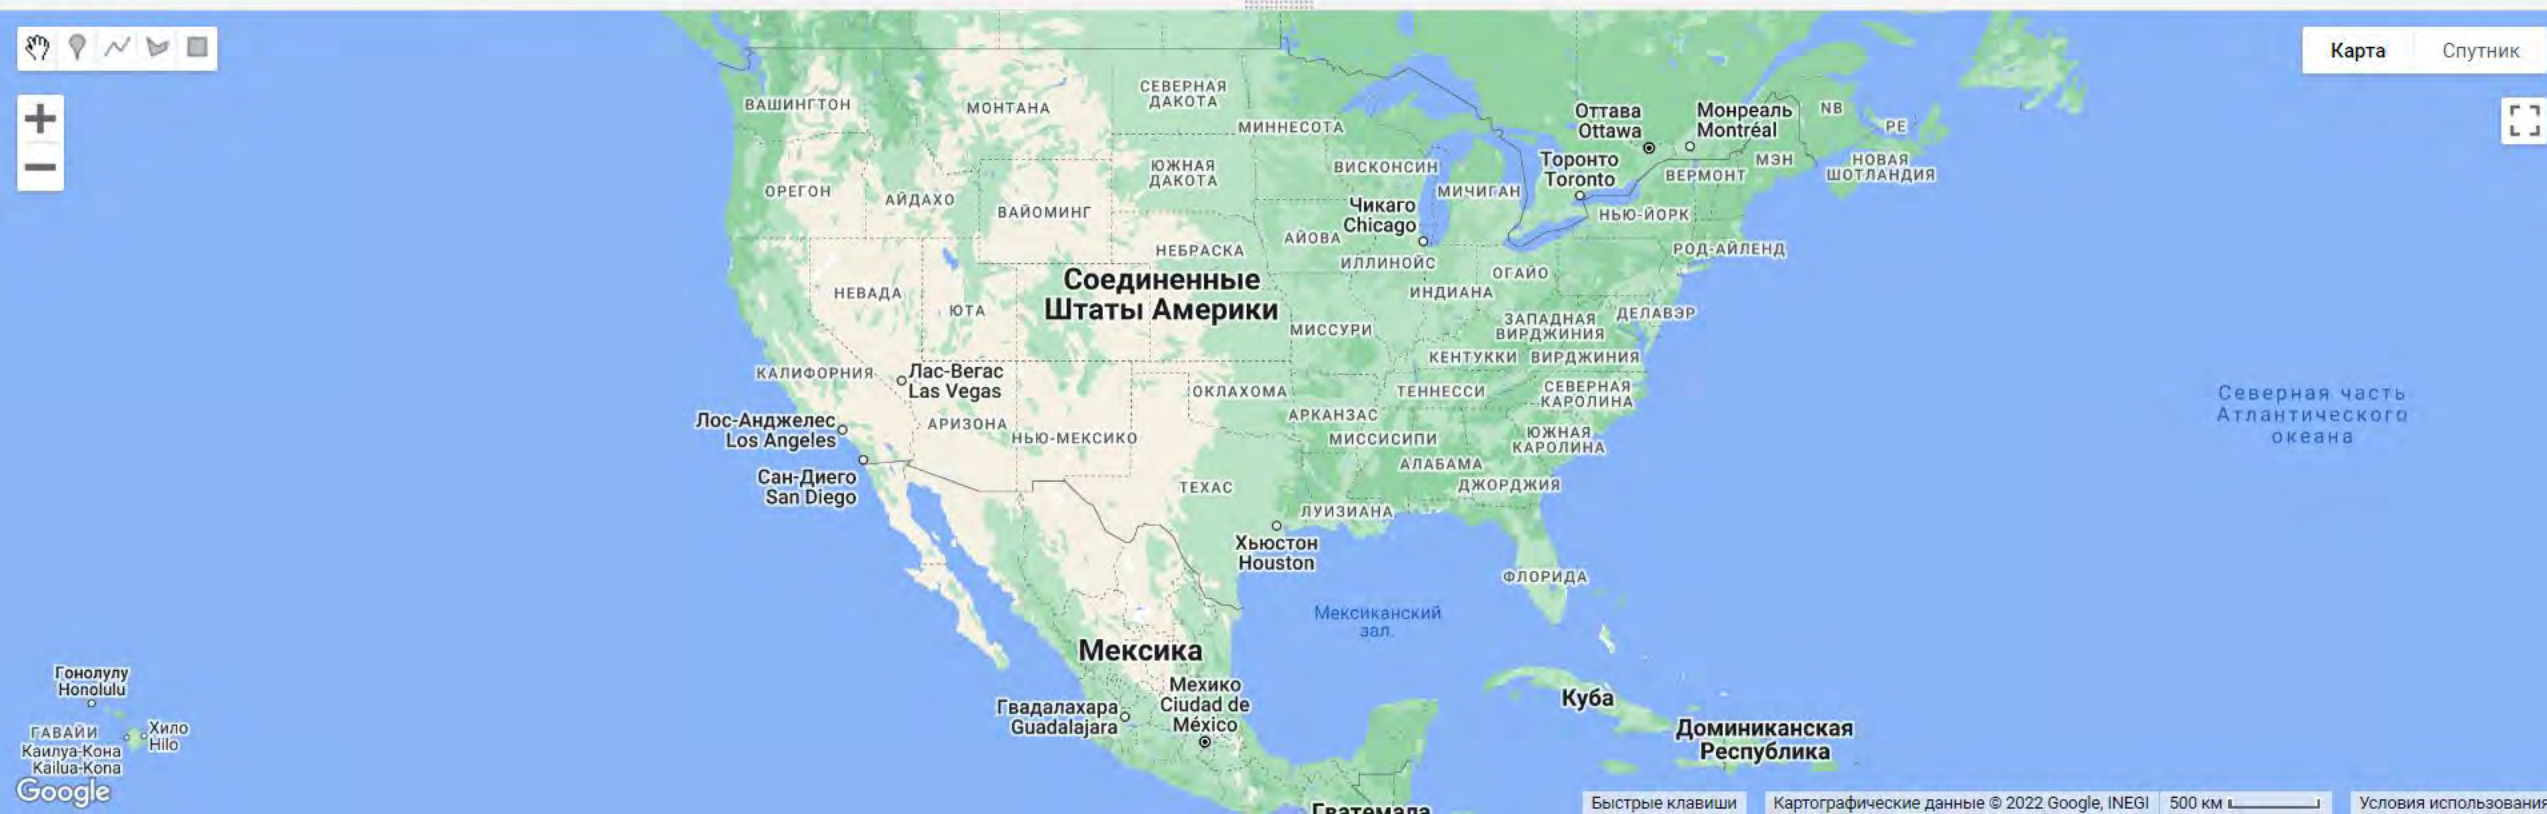 Карта
Спутник
ВАШИНГТОН
МОНТАНА
СЕВЕРНАЯ
ДАКОТА
МИННЕСОТА
Оттава
Ottawa
Монреаль
Montréal
NB
PE
ОРЕГОН
АЙДАХО
ВАЙОМИНГ
ЮЖНАЯ
ДАКОТА
ВИСКОНСИН
МИЧИГАН
Торонто
Toronto
ВЕРМОНТ
МЭН
НОВАЯ
ШОТЛАНДИЯ
Чикаго
Chicago
НЬЮ-ЙОРК
НЕБРАСКА
АЙОВА
ИЛЛИНОЙС
ОГАЙО
РОД-АЙЛЕНД
Соединенные
Штаты Америки
НЕВАДА
ЮТА
ИНДИАНА
МИССУРИ
ЗАПАДНАЯ
ВИРДЖИНИЯ
ДЕЛАВЭР
КЕНТУККИ
ВИРДЖИНИЯ
КАЛИФОРНИЯ
Лас-Вегас
Las Vegas
ОКЛАХОМА
ТЕННЕССИ
СЕВЕРНАЯ
КАРОЛИНА
Северная часть
Атлантического
океана
Лос-Анджелес
Los Angeles
АРИЗОНА
НЬЮ-МЕКСИКО
АРКАНЗАС
МИССИСИПИ
ЮЖНАЯ
КАРОЛИНА
Сан-Диего
San Diego
АЛАБАМА
ТЕХАС
ДЖОРДЖИЯ
ЛУИЗИАНА
Хьюстон
Houston
ФЛОРИДА
Мексиканский
зал.
Мексика
Гонолулу
Honolulu
Мехико
Ciudad de
México
Гвадалахара
Guadalajara
Куба
Доминиканская
Республика
ГАВАЙИ
Хило
Hilo
Каилуа-Кона
Kailua-Kona
Google
Гватемала
Быстрые клавиши
Картографические данные © 2022 Google, INEGI
500 км
Условия использования